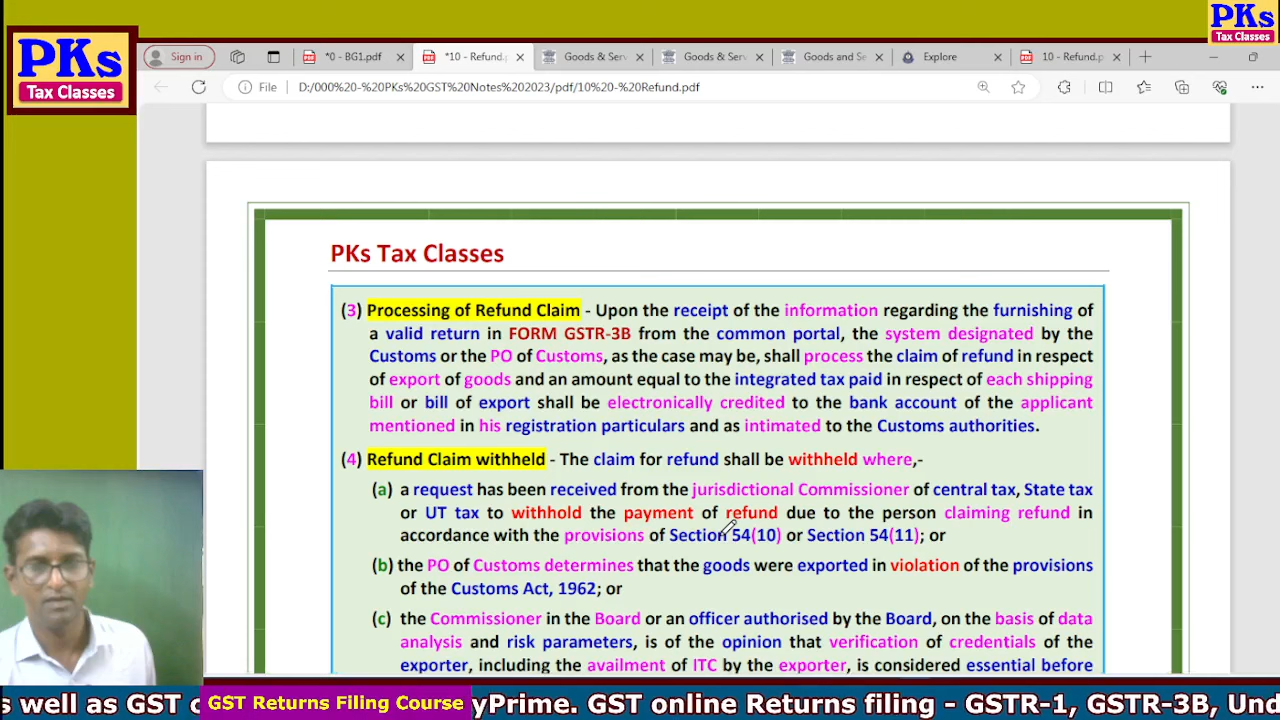 PKs
Tax Classes
PKs
Tax Classes
Sign in
*0 - BG1.pdf
*10 - Refund.p
Goods & Serv
Goods & Serv
Goods and Se
Explore
10 - Refund.p
File D:/000%20-%20PKs%20GST%20Notes%202023/pdf/10%20-%20Refund.pdf
PKs Tax Classes
(3) Processing of Refund Claim - Upon the receipt of the information regarding the furnishing of
a valid return in FORM GSTR-3B from the common portal, the system designated by the
Customs or the PO of Customs, as the case may be, shall process the claim of refund in respect
of export of goods and an amount equal to the integrated tax paid in respect of each shipping
bill or bill of export shall be electronically credited to the bank account of the applicant
mentioned in his registration particulars and as intimated to the Customs authorities.
(4) Refund Claim withheld - The claim for refund shall be withheld where,-
(a) a request has been received from the jurisdictional Commissioner of central tax, State tax
or UT tax to withhold the payment of refund due to the person claiming refund in
accordance with the provisions of Section 54(10) or Section 54(11); or
(b) the PO of Customs determines that the goods were exported in violation of the provisions
of the Customs Act, 1962; or
(c) the Commissioner in the Board or an officer authorised by the Board, on the basis of data
analysis and risk parameters, is of the opinion that verification of credentials of the
exporter, including the availment of ITC by the exporter, is considered essential before
s well as GST
GST Returns Filing Course
yPrime. GST online Returns filing - GSTR-1, GSTR-3B, Und